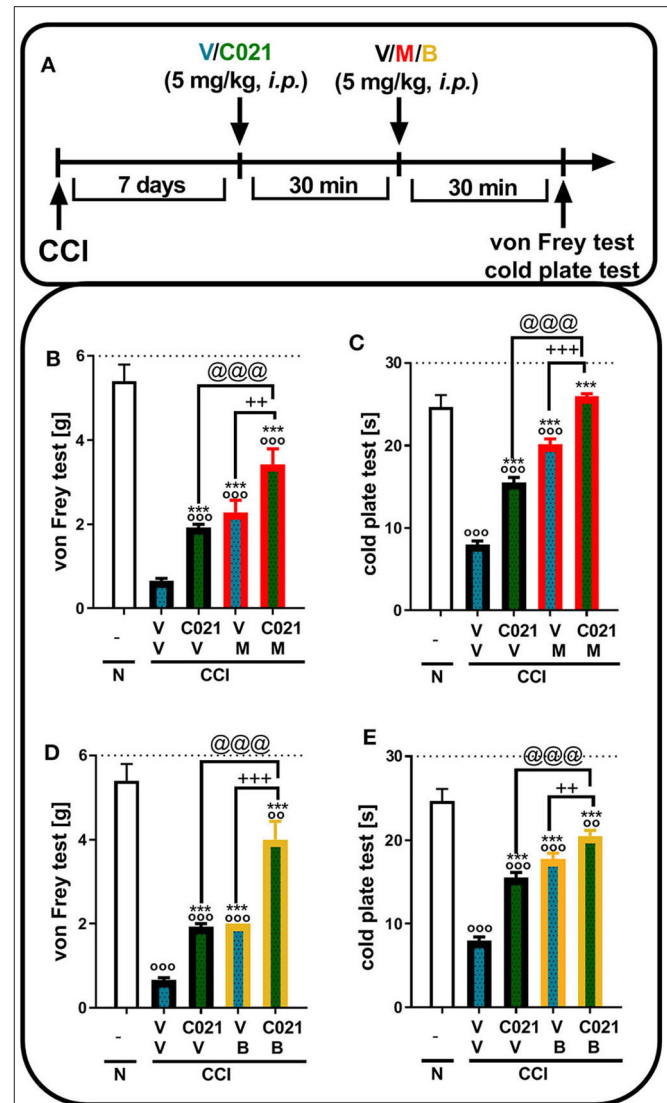 A
V/C021
(5 mg/kg, i.p.)
V/M/B
(5 mg/kg, i.p.)
7 days
30 min
30 min
CCI
von Frey test
cold plate test
B
von Frey test [g]
6
4
2
0
@@@
++
***
ooo
***
ooo
***
ooo
- V C021 V C021
V V M M
N CCI
C
cold plate test [s]
30
20
10
0
@@@
+++
ooo
***
ooo
***
ooo
***
- V C021 V C021
V V M M
N CCI
D
von Frey test [g]
6
4
2
0
@@@
+++
ooo
***
ooo
***
ooo
***
oo
- V C021 V C021
V V B B
N CCI
E
cold plate test [s]
30
20
10
0
@@@
++
ooo
***
ooo
***
ooo
***
oo
- V C021 V C021
V V B B
N CCI